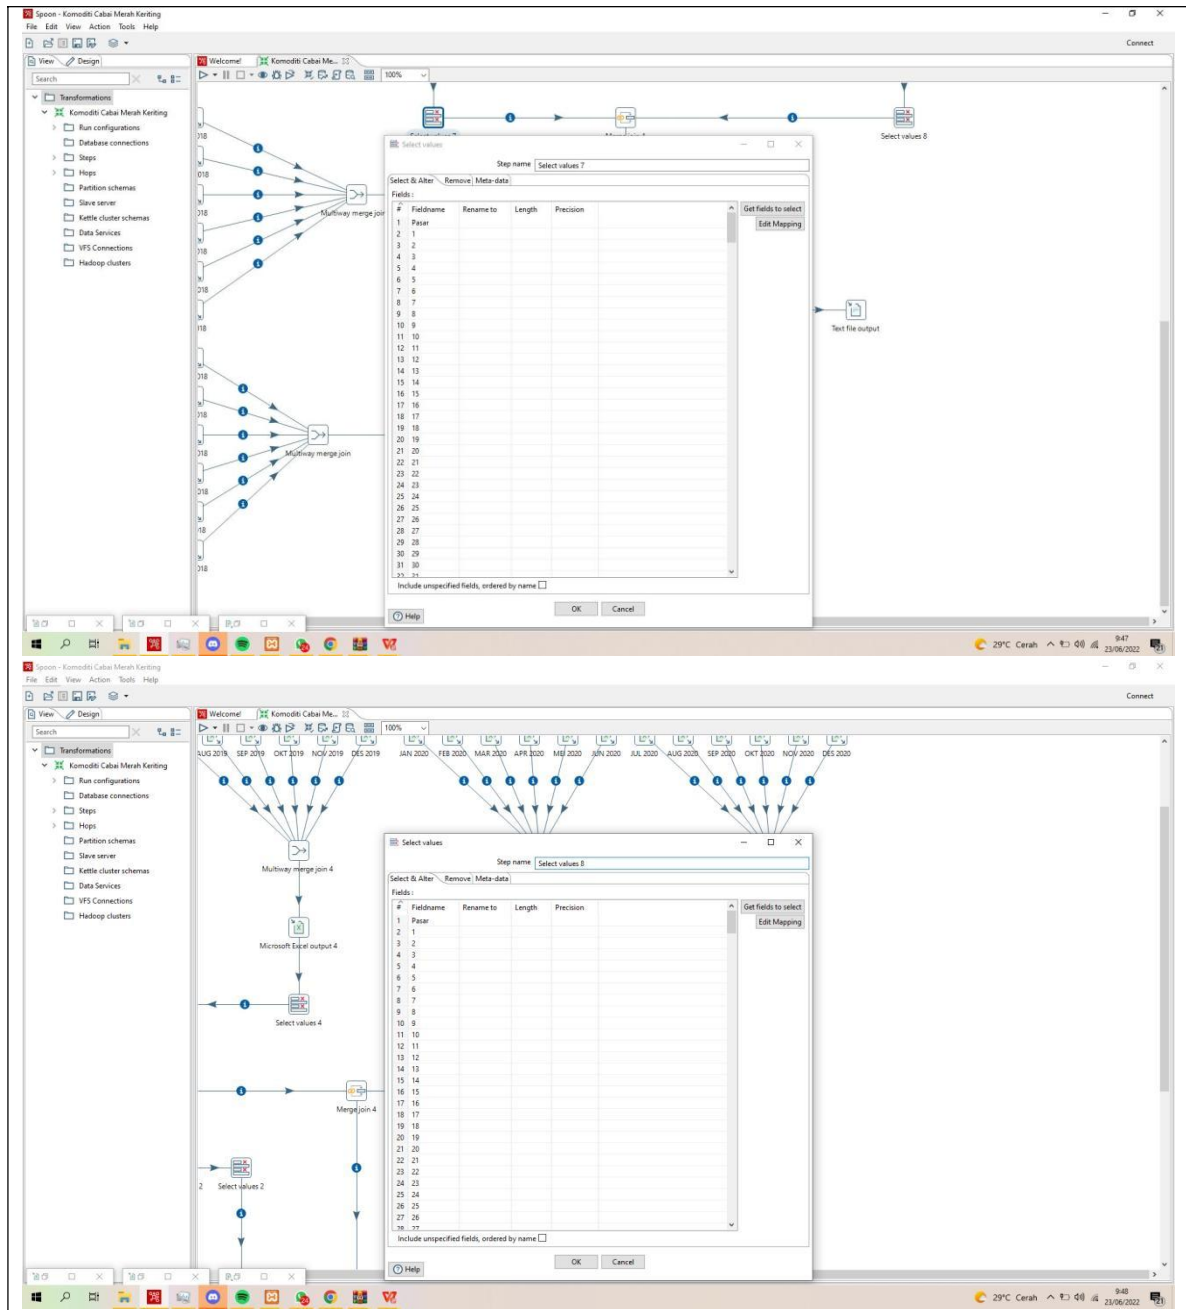 Spoon - Komoditi Cabai Merah Keriting
File Edit View Action Tools Help
Connect
View Design Welcome! Komoditi Cabai Me...
Search 100%
Transformations
Komoditi Cabai Merah Keriting
Run configurations
Database connections
Steps
Hops
Partition schemas
Slave server
Kettle cluster schemas
Data Services
VFS Connections
Hadoop clusters
Select values 8
Multiway merge join
Multiway merge join
Text file output
Select values
Step name Select values 7
Select & Alter Remove Meta-data
Fields :
# Fieldname Rename to Length Precision
Get fields to select
Edit Mapping
1 Pasar
2 1
3 2
4 3
5 4
6 5
7 6
8 7
9 8
10 9
11 10
12 11
13 12
14 13
15 14
16 15
17 16
18 17
19 18
20 19
21 20
22 21
23 22
24 23
25 24
26 25
27 26
28 27
29 28
30 29
31 30
Include unspecified fields, ordered by name
Help OK Cancel
29°C Cerah 9:47
23/06/2022
Spoon - Komoditi Cabai Merah Keriting
File Edit View Action Tools Help
Connect
View Design Welcome! Komoditi Cabai Me...
Search 100%
Transformations
Komoditi Cabai Merah Keriting
Run configurations
Database connections
Steps
Hops
Partition schemas
Slave server
Kettle cluster schemas
Data Services
VFS Connections
Hadoop clusters
AUG 2019 SEP 2019 OKT 2019 NOV 2019 DES 2019 JAN 2020 FEB 2020 MAR 2020 APR 2020 MEI 2020 JUN 2020 JUL 2020 AUG 2020 SEP 2020 OKT 2020 NOV 2020 DES 2020
Multiway merge join 4
Microsoft Excel output 4
Select values 4
Merge join 4
2 Select values 2
Select values
Step name Select values 8
Select & Alter Remove Meta-data
Fields :
# Fieldname Rename to Length Precision
Get fields to select
Edit Mapping
1 Pasar
2 1
3 2
4 3
5 4
6 5
7 6
8 7
9 8
10 9
11 10
12 11
13 12
14 13
15 14
16 15
17 16
18 17
19 18
20 19
21 20
22 21
23 22
24 23
25 24
26 25
27 26
Include unspecified fields, ordered by name
Help OK Cancel
29°C Cerah 9:48
23/06/2022